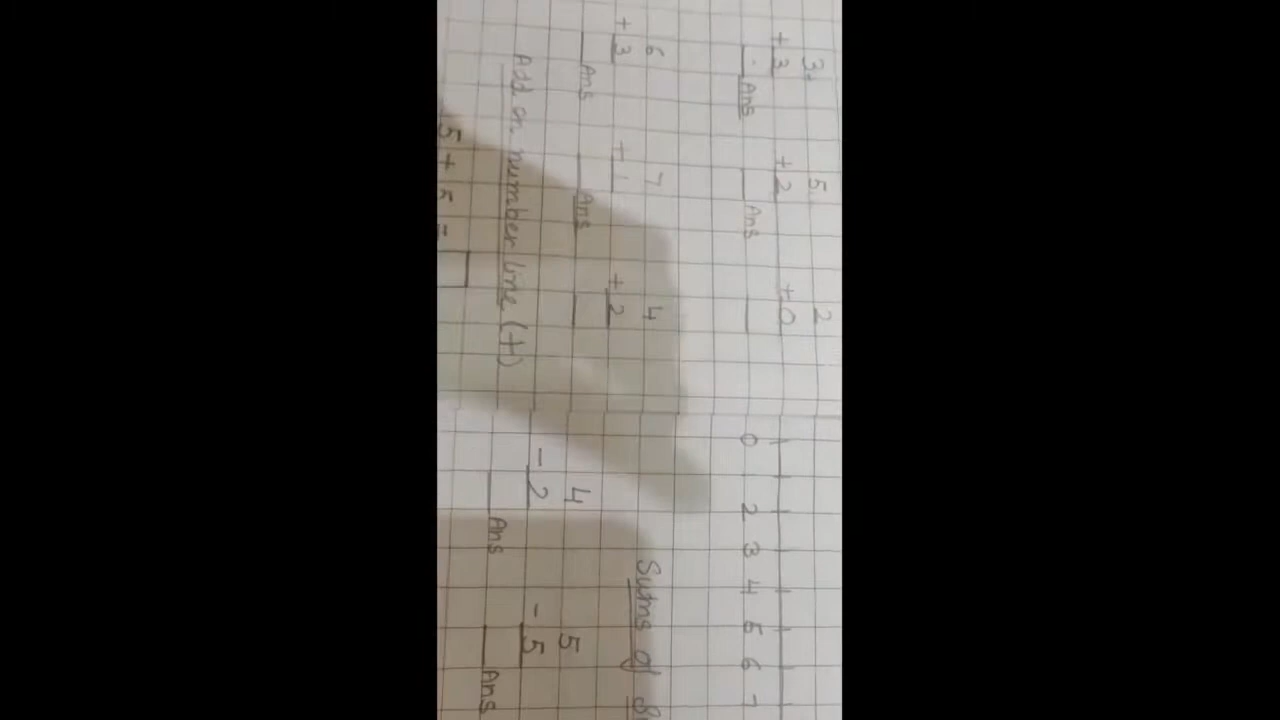 3 5 2
+ 3 + 2 + 0
Ans Ans
6 7 4
+ 3 + 1 + 2
Ans Ans
Add on number line (+)
5 + 5 =
0 1 2 3 4 5 6 7
Sums of
4 5
- 2 - 5
Ans Ans